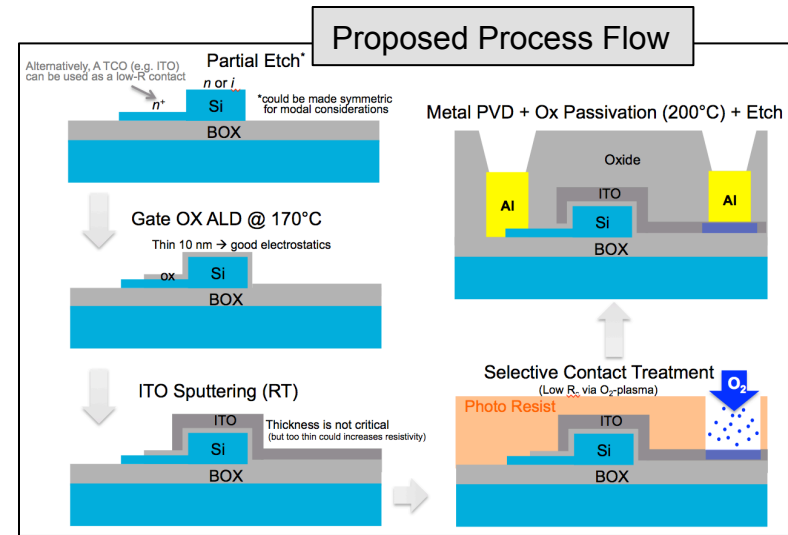 Proposed Process Flow
Alternatively, A TCO (e.g. ITO)
can be used as a low-R contact
Partial Etch*
n or i
n⁺
Si
*could be made symmetric
for modal considerations
BOX
Gate OX ALD @ 170°C
Thin 10 nm → good electrostatics
ox
Si
BOX
ITO Sputtering (RT)
ITO
Thickness is not critical
(but too thin could increases resistivity)
Si
BOX
Selective Contact Treatment
(Low R via O₂-plasma)
O₂
Photo Resist
ITO
Si
BOX
Metal PVD + Ox Passivation (200°C) + Etch
Oxide
ITO
Al
Al
Si
BOX